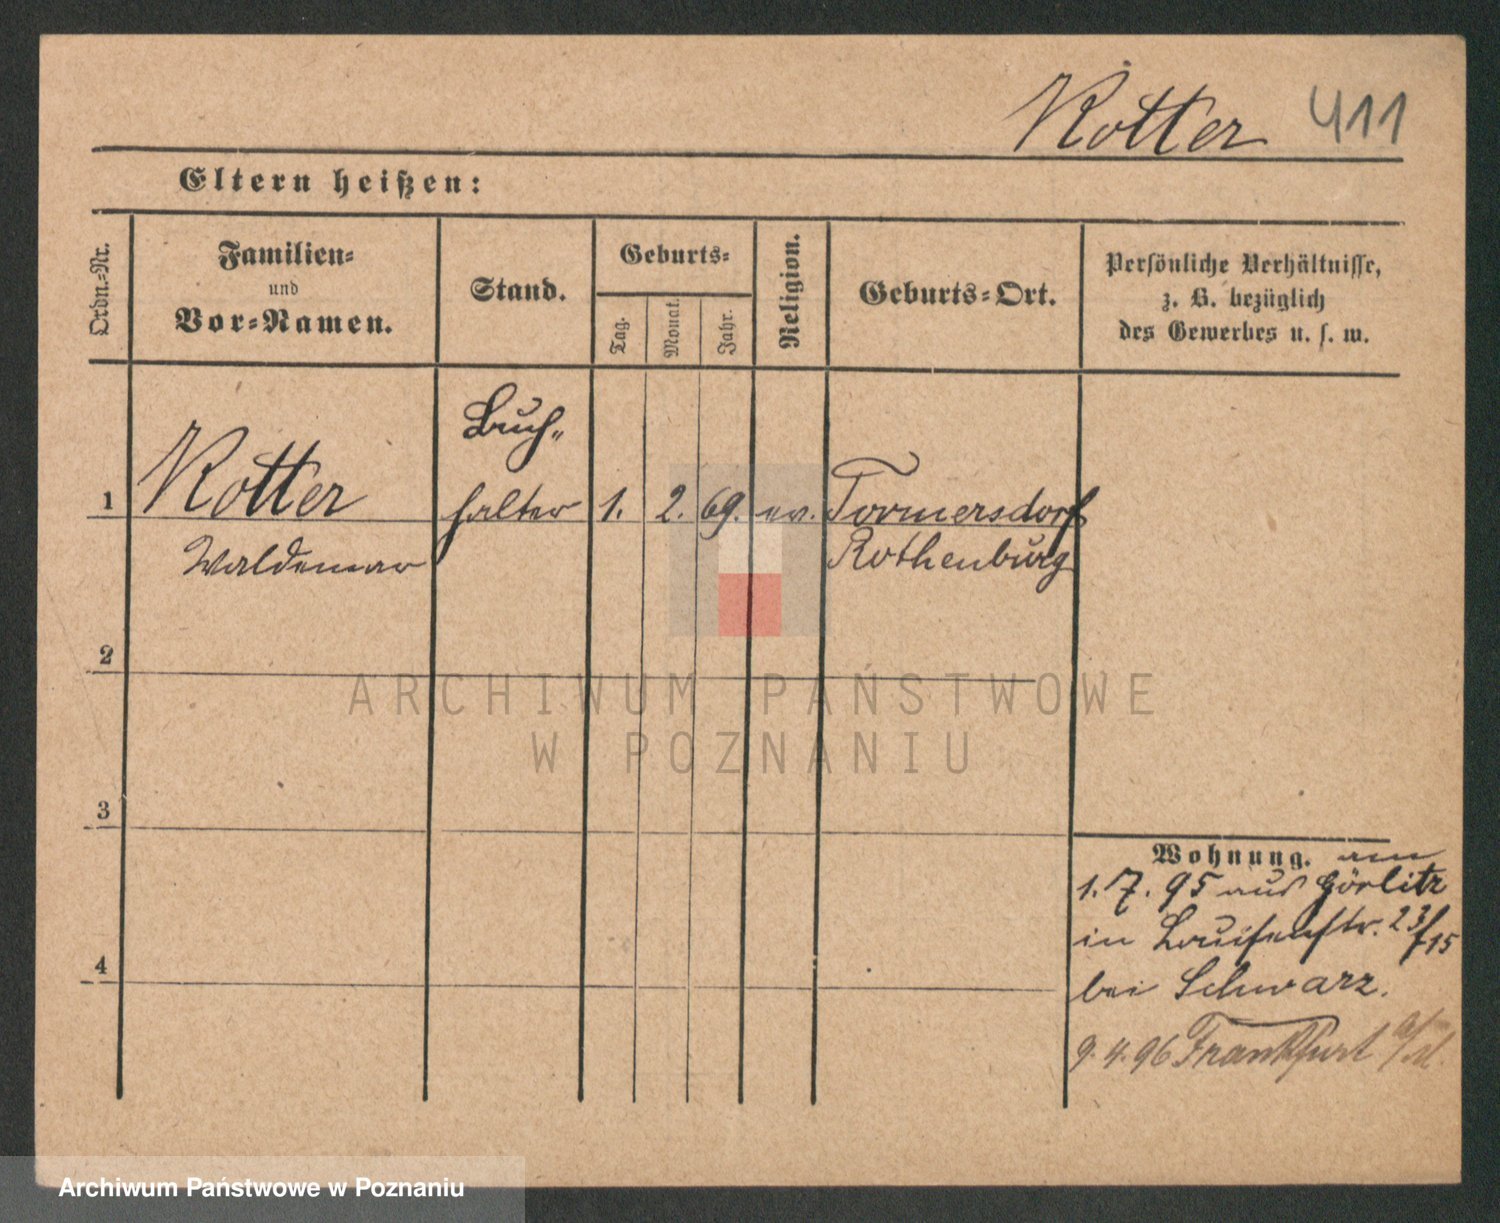 Rotter 411
Eltern heißen:
Ordn.-Nr.
Familien-
und
Vor-Namen.
Stand.
Geburts-
Tag.
Monat.
Jahr.
Religion.
Geburts-Ort.
Persönliche Verhältnisse,
z. B. bezüglich
des Gewerbes u. s. w.
Buch-
1 Rotter halter 1. 2. 69. ev. Tormersdorf
Waldemar Rothenburg
2
ARCHIWUM PAŃSTWOWE
W POZNANIU
3
Wohnung. am
1. 7. 95 aus Görlitz
in Louisenstr. 23/15
bei Schwarz.
4
9. 4. 96 Frankfurt a/M.
Archiwum Państwowe w Poznaniu